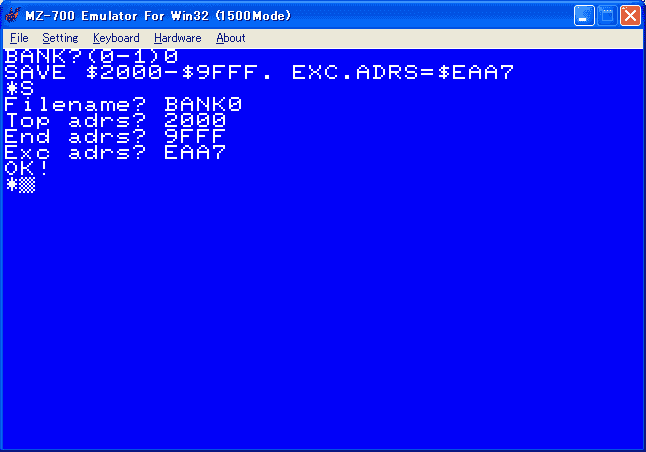 MZ-700 Emulator For Win32 (1500Mode)
File Setting Keyboard Hardware About
BANK?(0-1)0
SAVE $2000-$9FFF. EXC.ADRS=$EAA7
*S
Filename? BANK0
Top adrs? 2000
End adrs? 9FFF
Exc adrs? EAA7
OK!
*